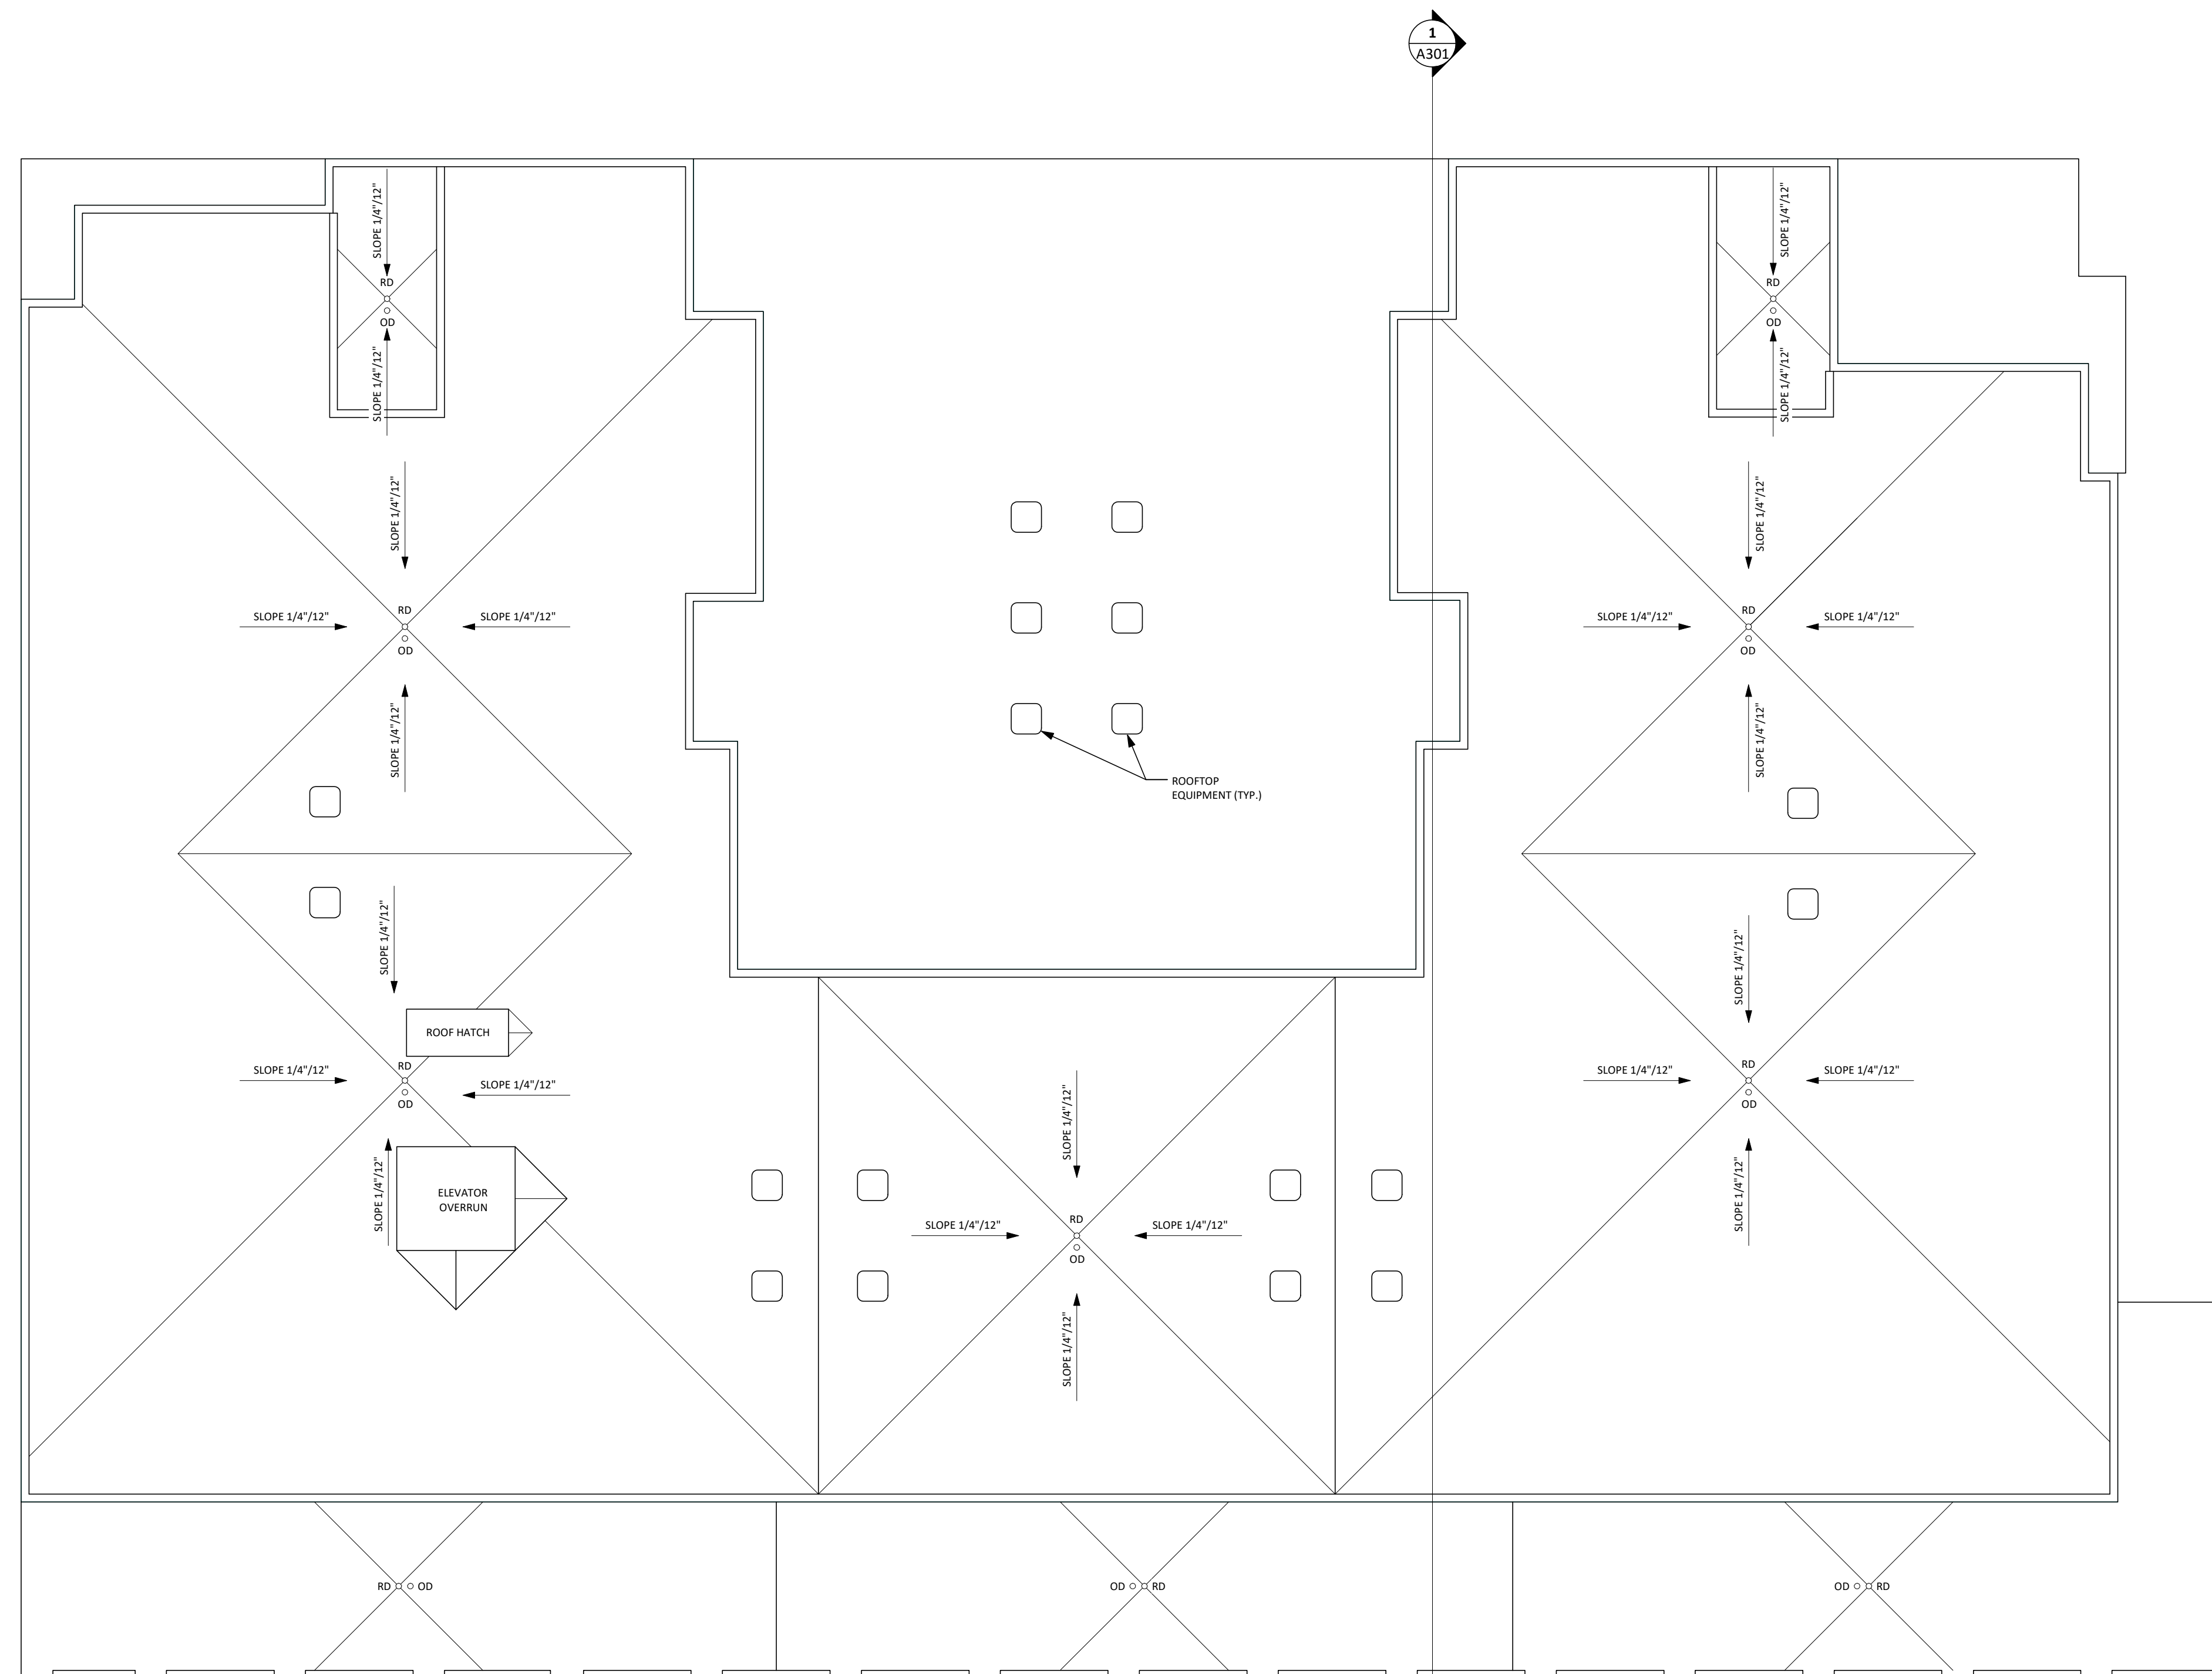 1
A301
SLOPE 1/4"/12"
SLOPE 1/4"/12"
RD
RD
OD
OD
SLOPE 1/4"/12"
SLOPE 1/4"/12"
SLOPE 1/4"/12"
SLOPE 1/4"/12"
RD
RD
SLOPE 1/4"/12"
SLOPE 1/4"/12"
SLOPE 1/4"/12"
SLOPE 1/4"/12"
OD
OD
SLOPE 1/4"/12"
SLOPE 1/4"/12"
ROOFTOP
EQUIPMENT (TYP.)
SLOPE 1/4"/12"
SLOPE 1/4"/12"
ROOF HATCH
RD
RD
SLOPE 1/4"/12"
SLOPE 1/4"/12"
SLOPE 1/4"/12"
SLOPE 1/4"/12"
OD
OD
SLOPE 1/4"/12"
SLOPE 1/4"/12"
SLOPE 1/4"/12"
ELEVATOR
OVERRUN
RD
SLOPE 1/4"/12"
SLOPE 1/4"/12"
OD
SLOPE 1/4"/12"
RD OD
OD RD
OD RD